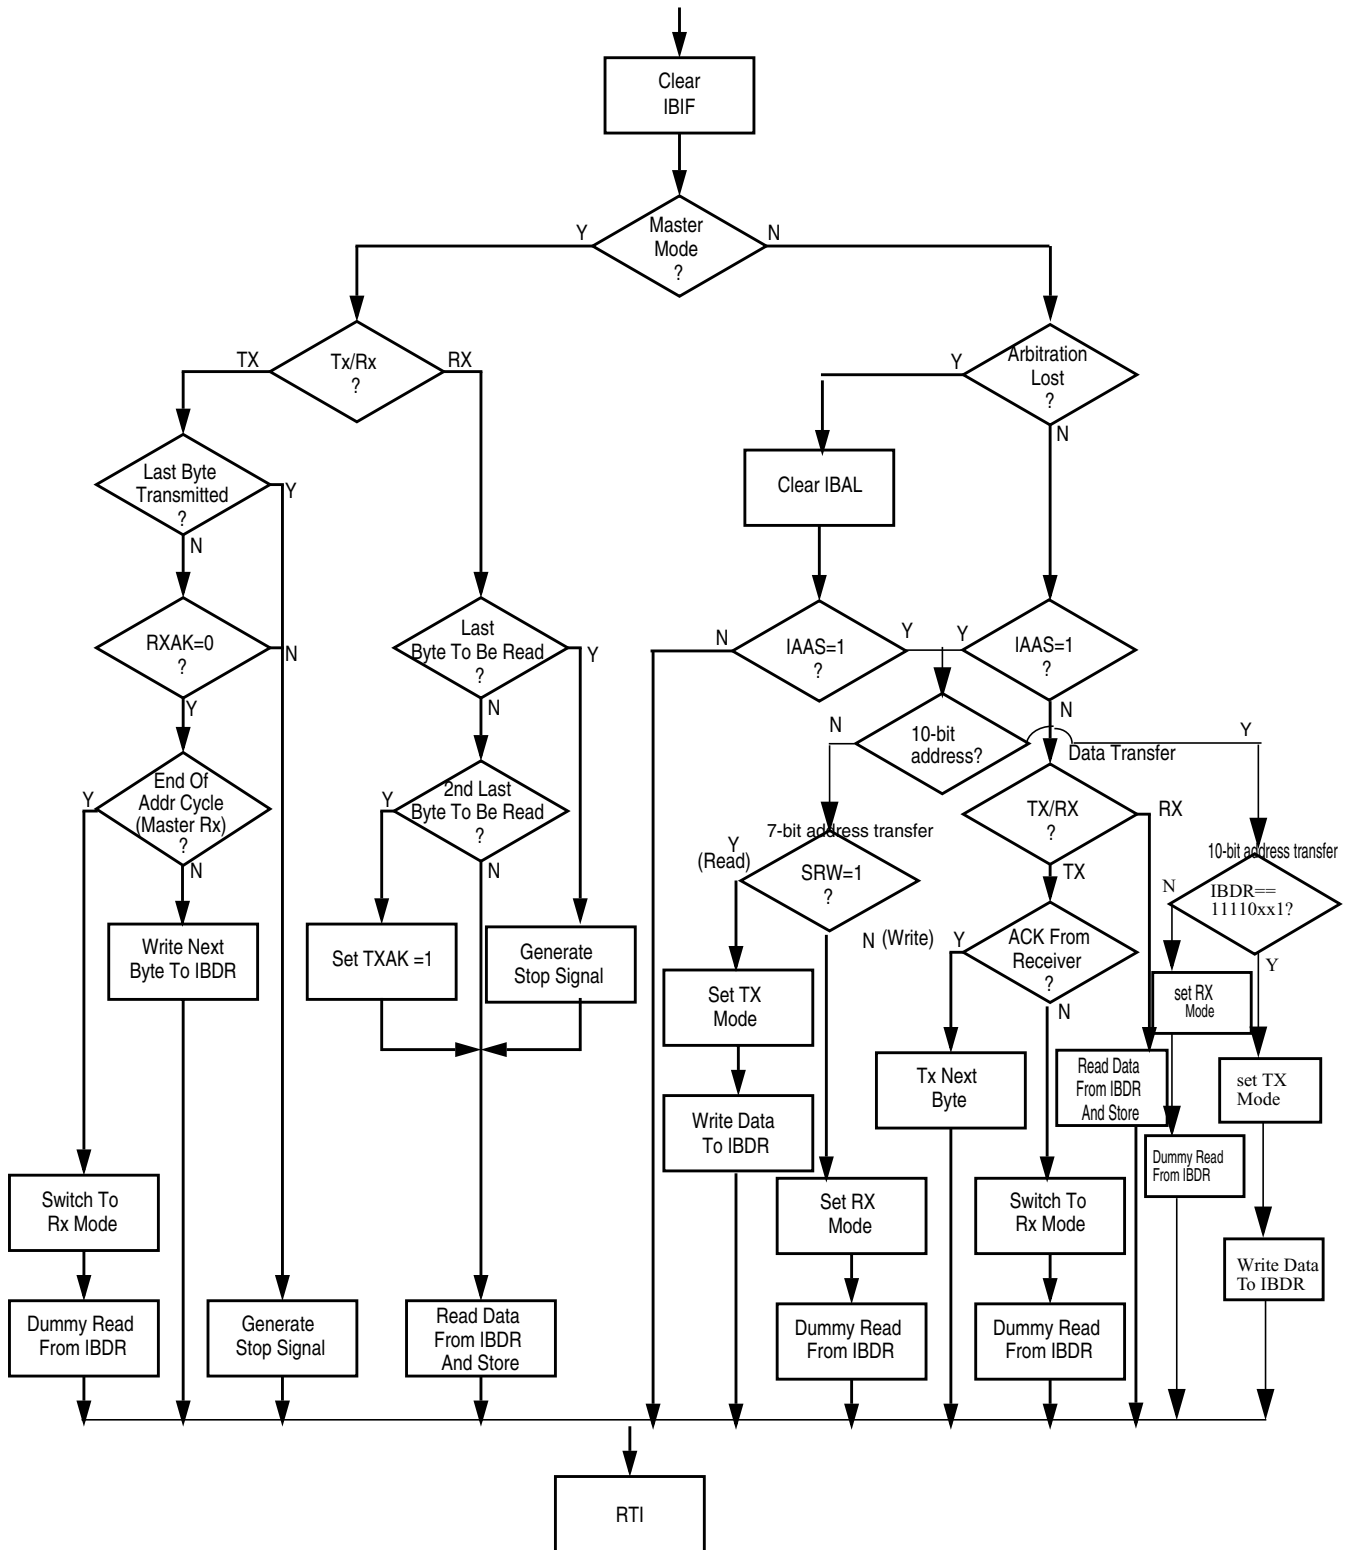 Clear
IBIF
Master
Mode
?
Y
N
Tx/Rx
?
TX
RX
Arbitration
Lost
?
Y
N
Last Byte
Transmitted
?
Y
N
Clear IBAL
RXAK=0
?
N
Y
Last
Byte To Be Read
?
Y
N
IAAS=1
?
N
Y
IAAS=1
?
Y
N
10-bit
address?
N
Y
Data Transfer
End Of
Addr Cycle
(Master Rx)
?
Y
N
2nd Last
Byte To Be Read
?
Y
N
7-bit address transfer
SRW=1
?
Y
(Read)
N (Write)
TX/RX
?
RX
TX
10-bit address transfer
IBDR==
11110xx1?
N
Y
ACK From
Receiver
?
Y
N
Write Next
Byte To IBDR
Set TXAK =1
Generate
Stop Signal
Set TX
Mode
set RX
Mode
Tx Next
Byte
Read Data
From IBDR
And Store
set TX
Mode
Write Data
To IBDR
Dummy Read
From IBDR
Switch To
Rx Mode
Set RX
Mode
Switch To
Rx Mode
Write Data
To IBDR
Dummy Read
From IBDR
Generate
Stop Signal
Read Data
From IBDR
And Store
Dummy Read
From IBDR
Dummy Read
From IBDR
RTI